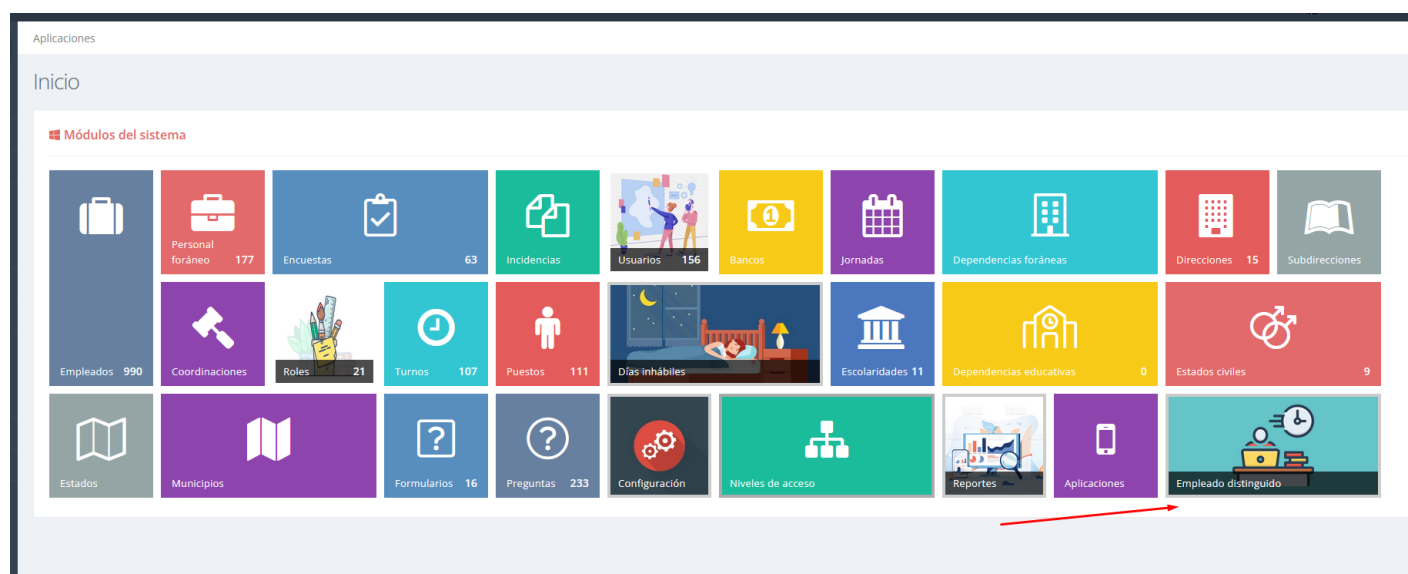 Aplicaciones
Inicio
Módulos del sistema
Personal
foráneo 177
Encuestas 63
Incidencias
Usuarios 156
Bancos
Jornadas
Dependencias foráneas
Direcciones 15
Subdirecciones
Empleados 990
Coordinaciones
Roles 21
Turnos 107
Puestos 111
Días inhábiles
Escolaridades 11
Dependencias educativas 0
Estados civiles 9
Estados
Municipios
Formularios 16
Preguntas 233
Configuración
Niveles de acceso
Reportes
Aplicaciones
Empleado distinguido